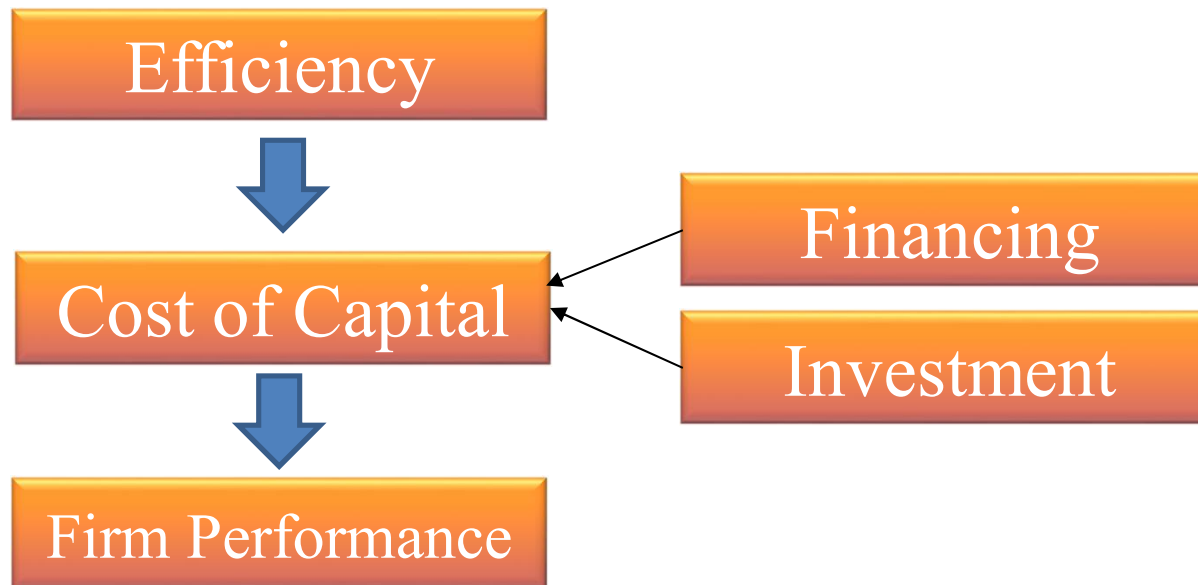 Efficiency
Financing
Cost of Capital
Investment
Firm Performance